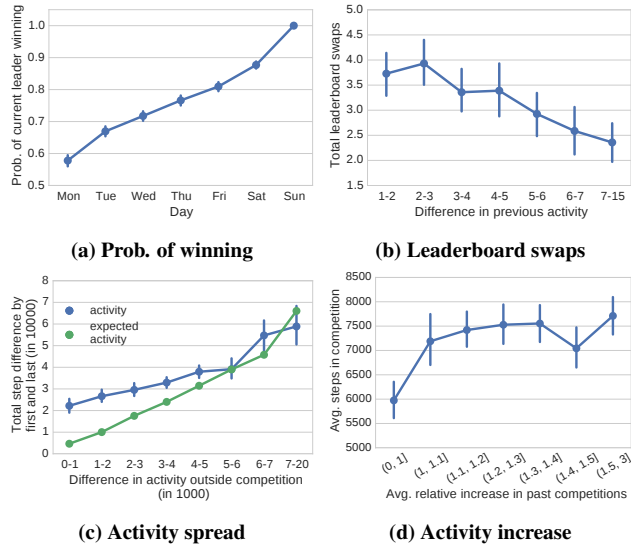 Prob. of current leader winning
1.0
0.9
0.8
0.7
0.6
0.5
Mon Tue Wed Thu Fri Sat Sun
Day
(a) Prob. of winning
Total leaderboard swaps
5.0
4.5
4.0
3.5
3.0
2.5
2.0
1.5
1-2 2-3 3-4 4-5 5-6 6-7 7-15
Difference in previous activity
(b) Leaderboard swaps
Total step difference by
first and last (in 10000)
8
7
6
5
4
3
2
1
0
activity
expected
activity
0-1 1-2 2-3 3-4 4-5 5-6 6-7 7-20
Difference in activity outside competition
(in 1000)
(c) Activity spread
Avg. steps in competition
8500
8000
7500
7000
6500
6000
5500
5000
(0, 1] (1, 1.1] (1.1, 1.2] (1.2, 1.3] (1.3, 1.4] (1.4, 1.5] (1.5, 3]
Avg. relative increase in past competitions
(d) Activity increase